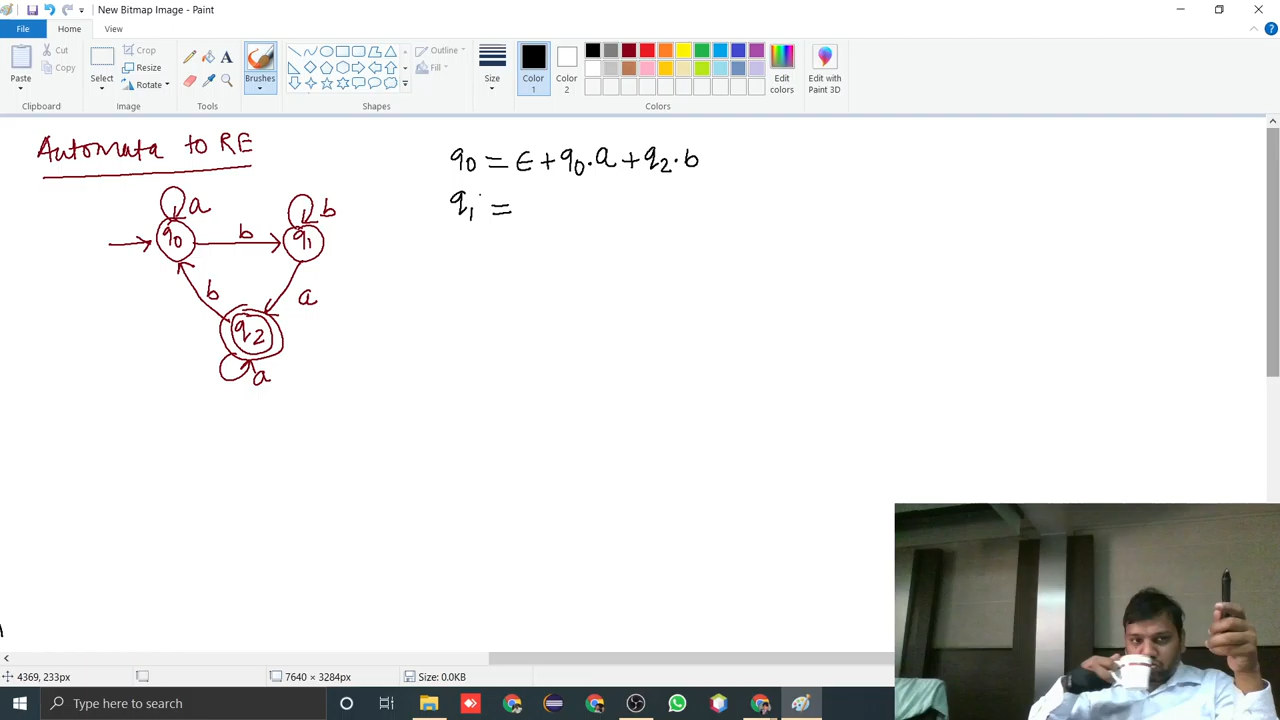 New Bitmap Image - Paint
File Home View
Paste Cut Copy Clipboard
Select Crop Resize Rotate Image
Tools
Brushes
Shapes Outline Fill
Size
Color 1 Color 2 Edit colors Colors
Edit with Paint 3D
Automata to RE
q0 = ε + q0.a + q2.b
q1 =
a
b
q0
b
q1
b
a
q2
a
4369, 233px 7640 × 3284px Size: 0.0KB
Type here to search